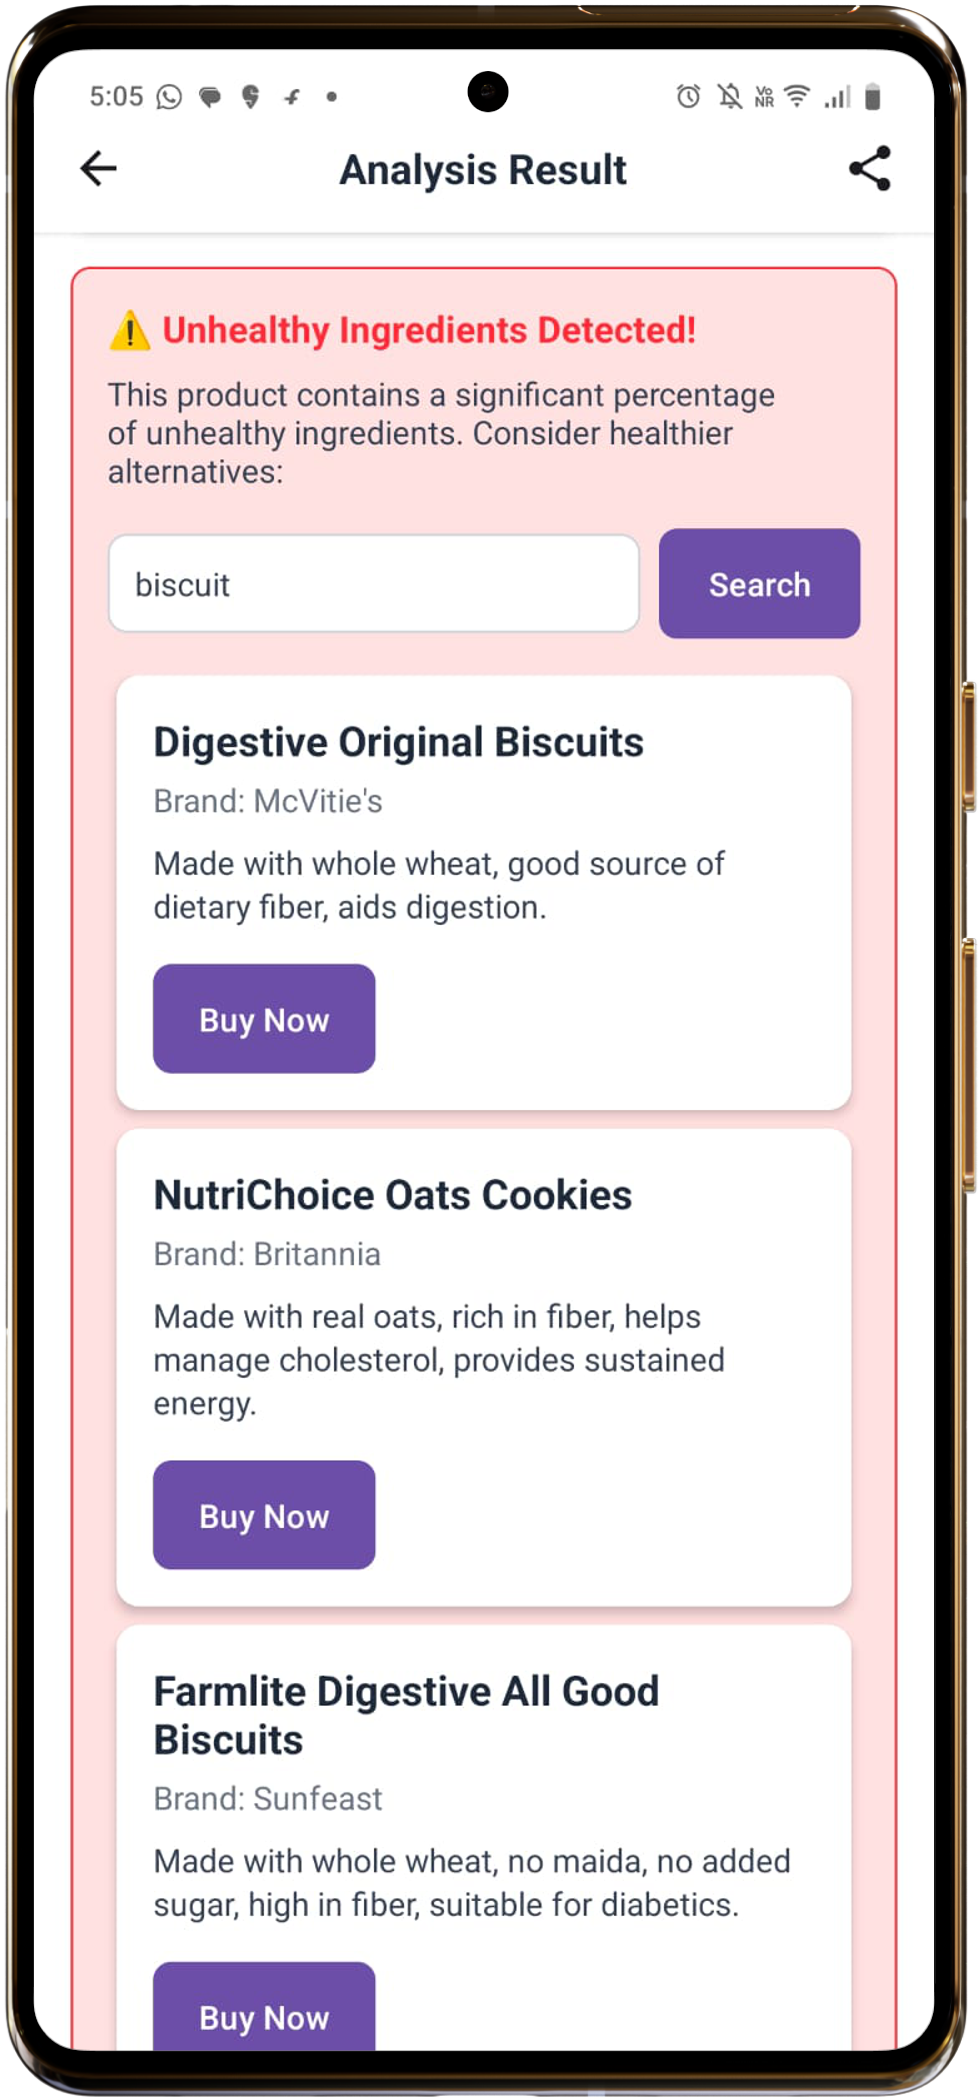 5:05
Vo
NR
Analysis Result
⚠️ Unhealthy Ingredients Detected!
This product contains a significant percentage
of unhealthy ingredients. Consider healthier
alternatives:
biscuit
Search
Digestive Original Biscuits
Brand: McVitie's
Made with whole wheat, good source of
dietary fiber, aids digestion.
Buy Now
NutriChoice Oats Cookies
Brand: Britannia
Made with real oats, rich in fiber, helps
manage cholesterol, provides sustained
energy.
Buy Now
Farmlite Digestive All Good
Biscuits
Brand: Sunfeast
Made with whole wheat, no maida, no added
sugar, high in fiber, suitable for diabetics.
Buy Now